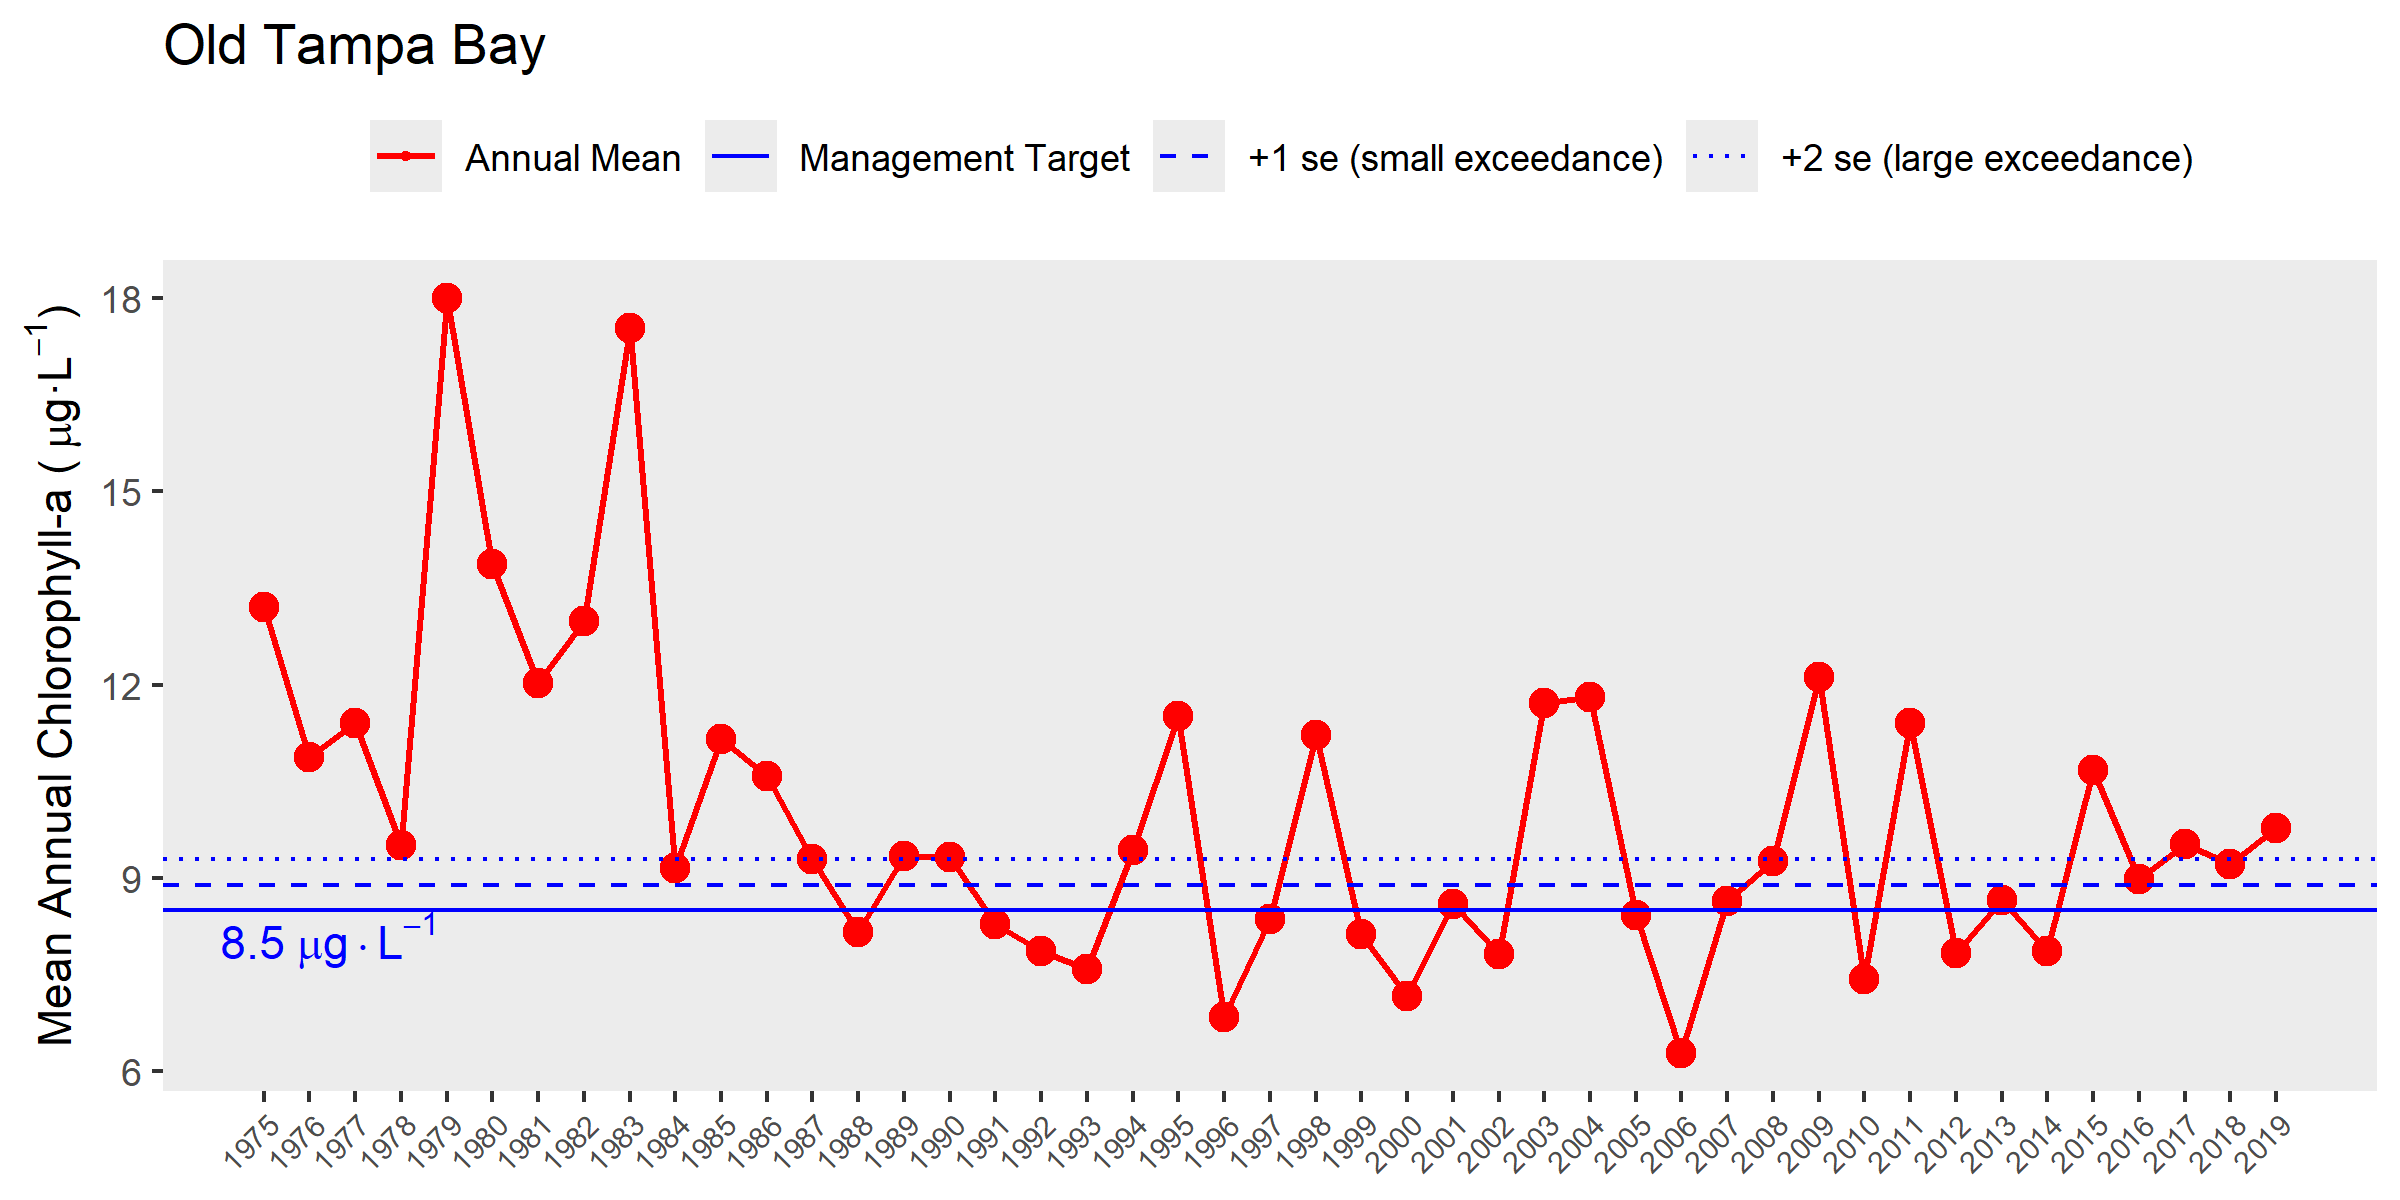 Old Tampa Bay
Annual Mean Management Target +1 se (small exceedance) +2 se (large exceedance)
Mean Annual Chlorophyll-a ( μg·L⁻¹)
18
15
12
9
6
8.5 μg·L⁻¹
1975 1976 1977 1978 1979 1980 1981 1982 1983 1984 1985 1986 1987 1988 1989 1990 1991 1992 1993 1994 1995 1996 1997 1998 1999 2000 2001 2002 2003 2004 2005 2006 2007 2008 2009 2010 2011 2012 2013 2014 2015 2016 2017 2018 2019